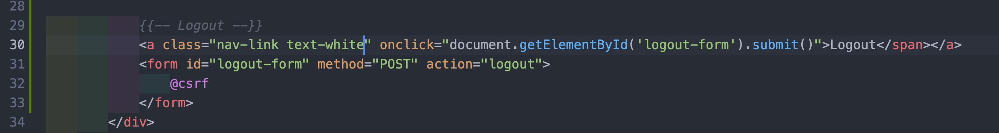 28
29 {{-- Logout --}}
30 <a class="nav-link text-white" onclick="document.getElementById('logout-form').submit()">Logout</span></a>
31 <form id="logout-form" method="POST" action="logout">
32 @csrf
33 </form>
34 </div>